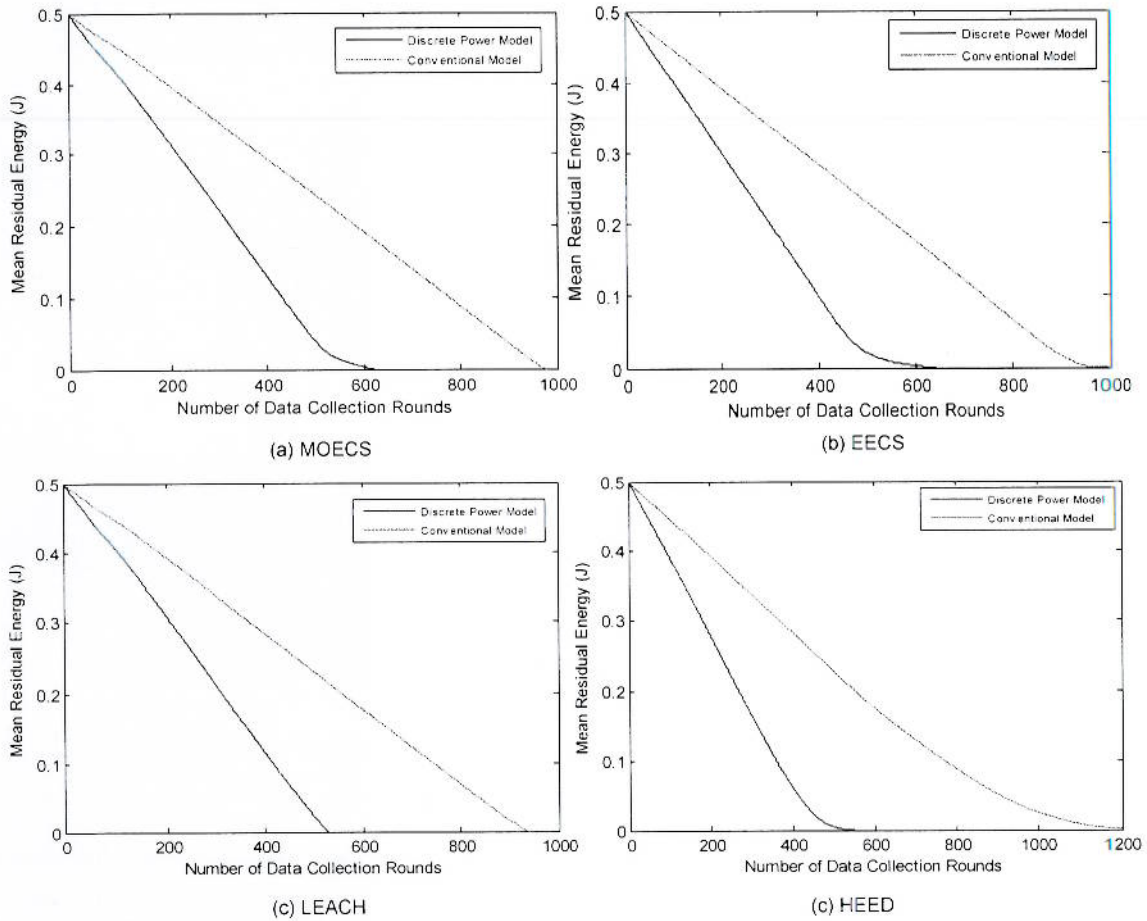 0.5
0.4
0.3
0.2
0.1
0
Mean Residual Energy (J)
Discrete Power Model
Conventional Model
0 200 400 600 800 1000
Number of Data Collection Rounds
(a) MOECS
0.5
0.4
0.3
0.2
0.1
0
Mean Residual Energy (J)
Discrete Power Model
Conventional Model
0 200 400 600 800 1000
Number of Data Collection Rounds
(b) EECS
0.5
0.4
0.3
0.2
0.1
0
Mean Residual Energy (J)
Discrete Power Model
Conventional Model
0 200 400 600 800 1000
Number of Data Collection Rounds
(c) LEACH
0.5
0.4
0.3
0.2
0.1
0
Mean Residual Energy (J)
Discrete Power Model
Conventional Model
0 200 400 600 800 1000 1200
Number of Data Collection Rounds
(c) HEED